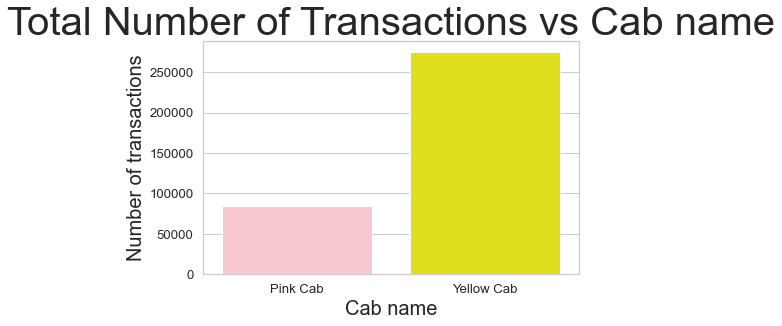 Total Number of Transactions vs Cab name
Number of transactions
250000
200000
150000
100000
50000
0
Pink Cab
Yellow Cab
Cab name